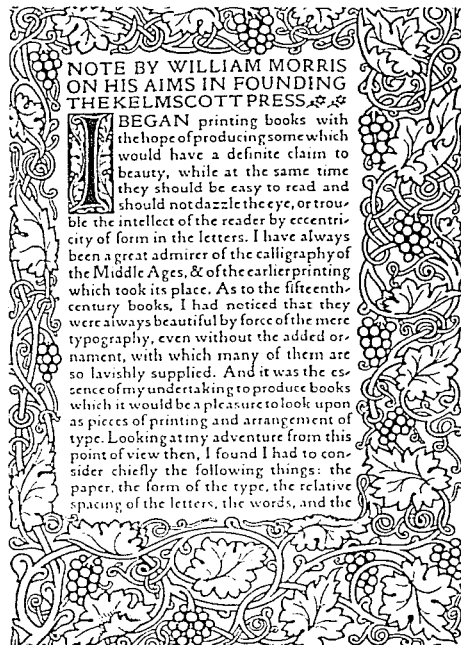 NOTE BY WILLIAM MORRIS
ON HIS AIMS IN FOUNDING
THE KELMSCOTT PRESS
I BEGAN printing books with
the hope of producing some which
would have a definite claim to
beauty, while at the same time
they should be easy to read and
should not dazzle the eye, or trou-
ble the intellect of the reader by eccentri-
city of form in the letters. I have always
been a great admirer of the calligraphy of
the Middle Ages, & of the earlier printing
which took its place. As to the fifteenth-
century books, I had noticed that they
were always beautiful by force of the mere
typography, even without the added or-
nament, with which many of them are
so lavishly supplied. And it was the es-
sence of my undertaking to produce books
which it would be a pleasure to look upon
as pieces of printing and arrangement of
type. Looking at my adventure from this
point of view then, I found I had to con-
sider chiefly the following things: the
paper, the form of the type, the relative
spacing of the letters, the words, and the